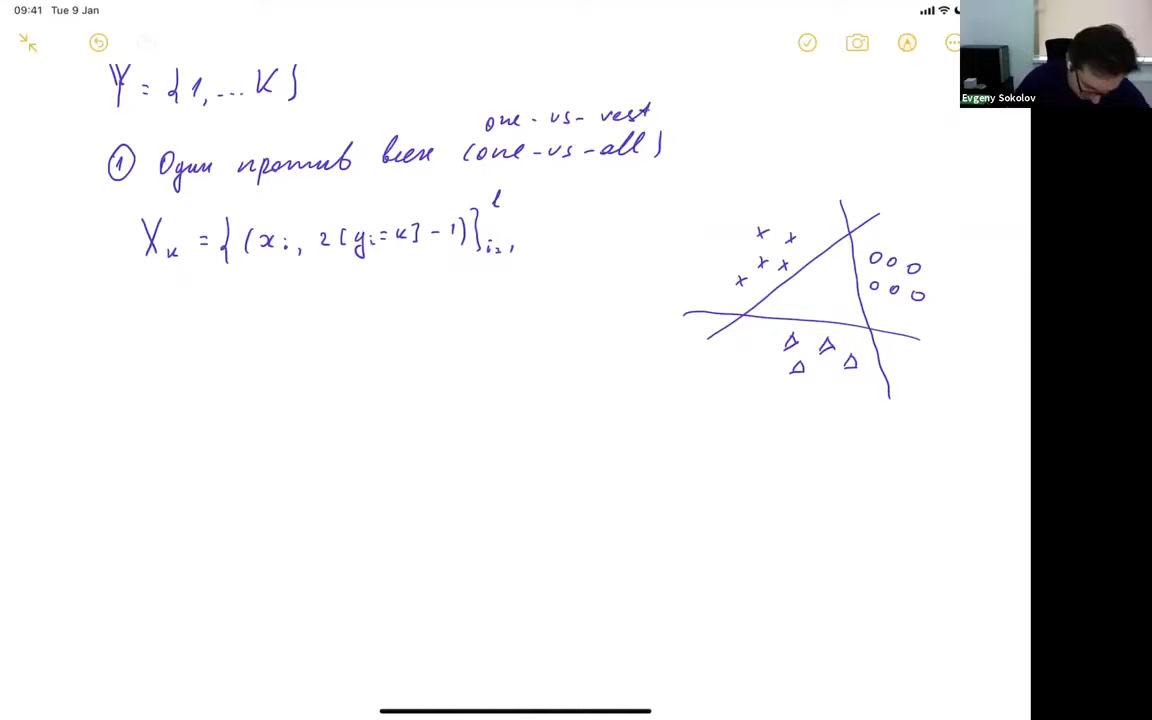 09:41 Tue 9 Jan
Y = {1, ... K}
one-vs-rest
① Один против всех (one-vs-all)
X_k = {(x_i, 2[y_i = k] - 1)}_{i=1}^{l}
Evgeny Sokolov